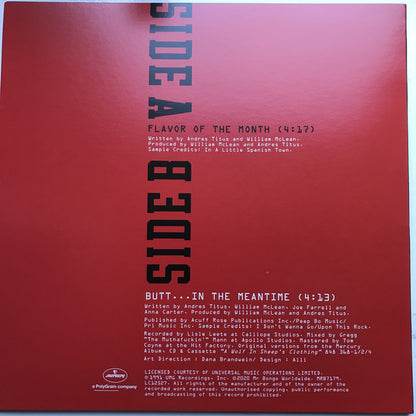 SIDE A
FLAVOR OF THE MONTH (4:17)
Written by Andres Titus and William McLean.
Produced by William McLean and Andres Titus.
Sample Credits: In A Little Spanish Town.
SIDE B
BUTT...IN THE MEANTIME (4:13)
Written by Andres Titus, William McLean, Joe Farrell and
Anna Carter. Produced by William McLean and Andres Titus.
Published by Acuff Rose Publications Inc./Peep Bo Music/
Pri Music Inc. Sample Credits: I Don't Wanna Go/Upon This Rock.
Recorded by Lisle Leete at Calliope Studios. Mixed by Gregg
"The Muthafuckin'" Mann at Apollo Studios. Mastered by Tom
Coyne at the Hit Factory. Original versions from the Mercury
Album, CD & Cassette "A Wolf In Sheep's Clothing" 848 368-1/2/4
Art Direction : Dana Brandwein/ Design : Alli
Mercury
a PolyGram company
LICENSED COURTESY OF UNIVERSAL MUSIC OPERATIONS LIMITED.
℗1991 UMG Recordings, Inc. ©2020 Mr Bongo Worldwide. MRB7179.
LC12527. All rights of the manufacturer and of the owner of the
recorded work reserved. Unauthorised copying, public performance
and broadcasting of this record prohibited.